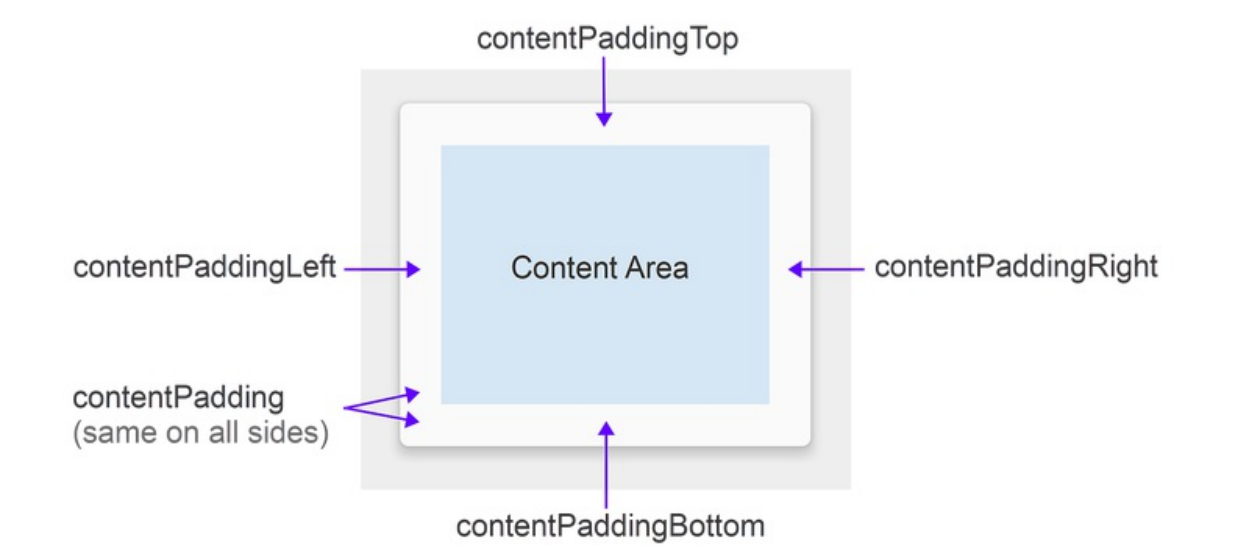 contentPaddingTop
contentPaddingLeft
Content Area
contentPaddingRight
contentPadding
(same on all sides)
contentPaddingBottom